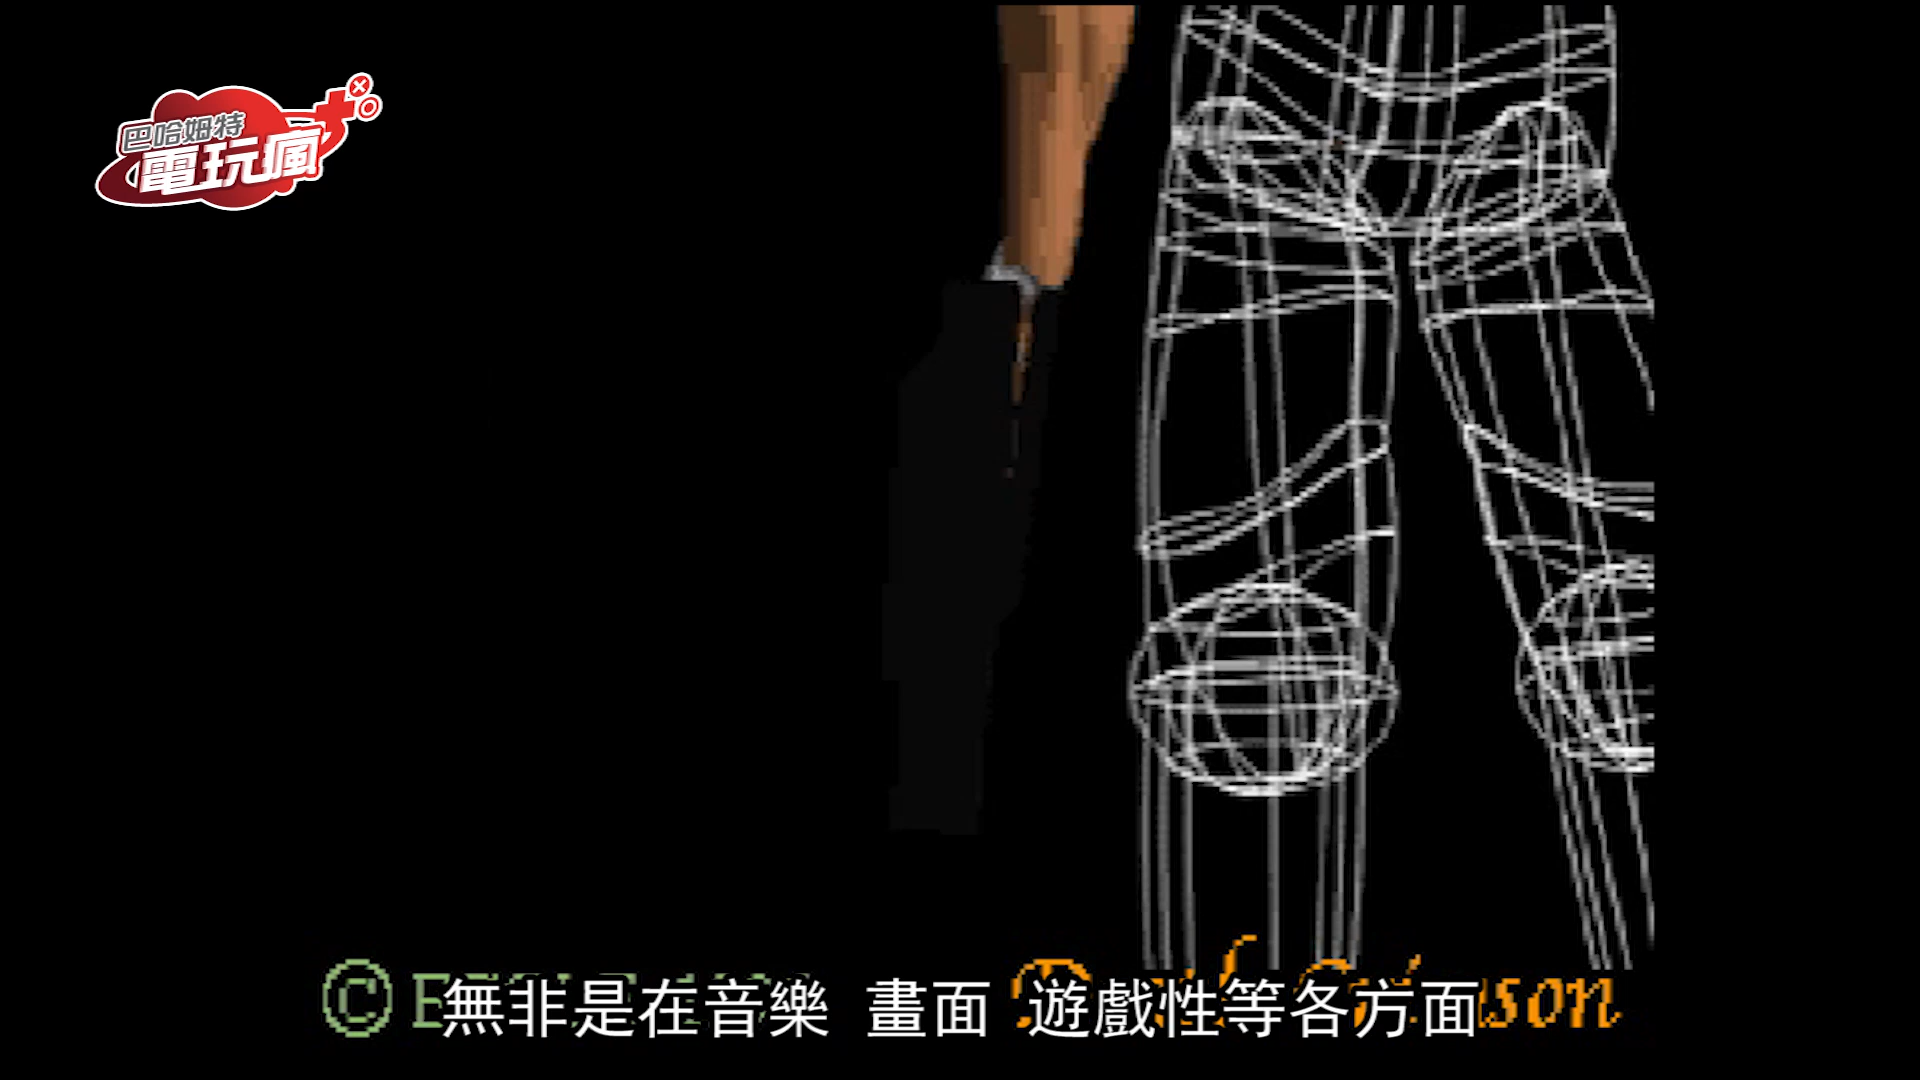 巴哈姆特
電玩瘋
無非是在音樂 畫面 遊戲性等各方面